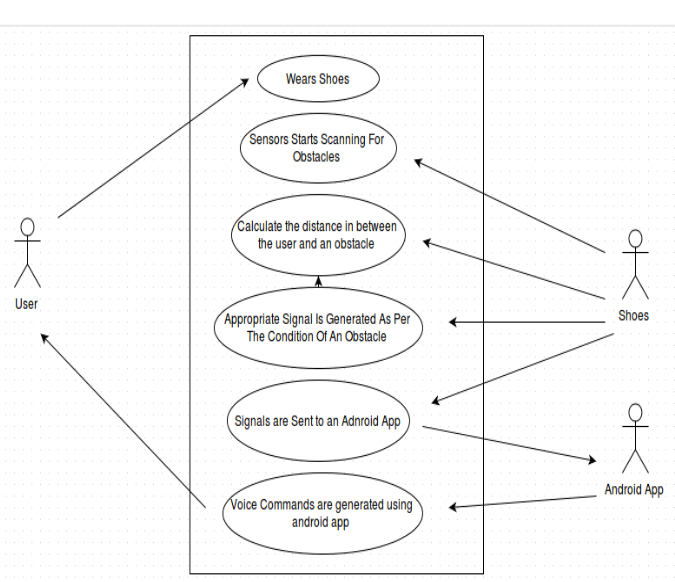 Wears Shoes
Sensors Starts Scanning For
Obstacles
Calculate the distance in between
the user and an obstacle
User
Shoes
Appropriate Signal Is Generated As Per
The Condition Of An Obstacle
Signals are Sent to an Adnroid App
Android App
Voice Commands are generated using
android app